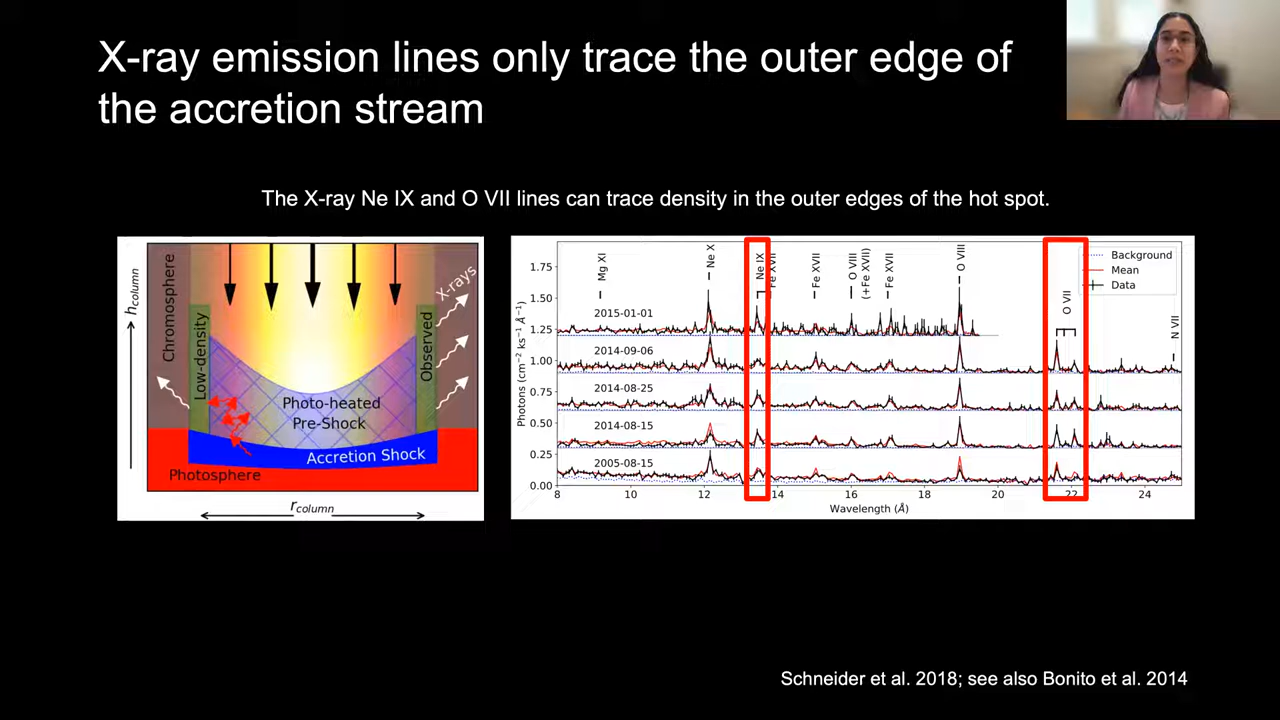 X-ray emission lines only trace the outer edge of
the accretion stream
The X-ray Ne IX and O VII lines can trace density in the outer edges of the hot spot.
h_column
Chromosphere
Low-density
Observed
X-rays
Photo-heated
Pre-Shock
Accretion Shock
Photosphere
r_column
Photons (cm⁻² ks⁻¹ Å⁻¹)
1.75
1.50
1.25
1.00
0.75
0.50
0.25
0.00
Mg XI
Ne X
Ne IX
Fe XVII
Fe XVII
O VIII
(+Fe XVII)
Fe XVII
O VIII
O VII
N VII
Background
Mean
Data
2015-01-01
2014-09-06
2014-08-25
2014-08-15
2005-08-15
8 10 12 14 16 18 20 22 24
Wavelength (Å)
Schneider et al. 2018; see also Bonito et al. 2014